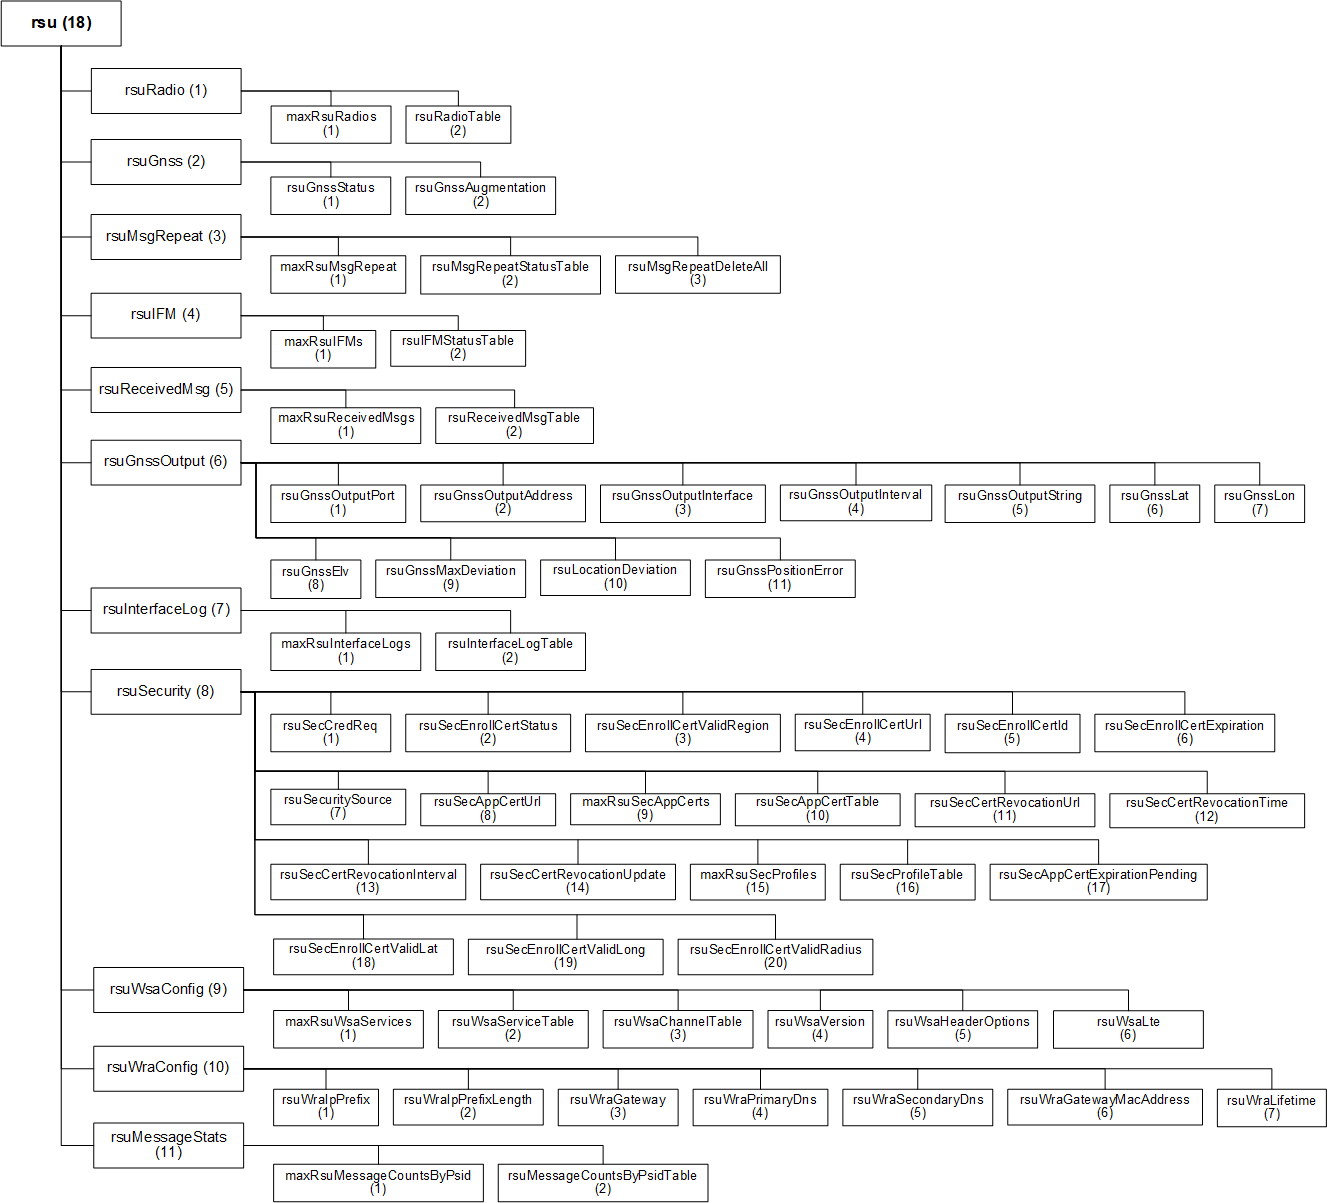 rsu (18)
rsuRadio (1)
maxRsuRadios
(1)
rsuRadioTable
(2)
rsuGnss (2)
rsuGnssStatus
(1)
rsuGnssAugmentation
(2)
rsuMsgRepeat (3)
maxRsuMsgRepeat
(1)
rsuMsgRepeatStatusTable
(2)
rsuMsgRepeatDeleteAll
(3)
rsuIFM (4)
maxRsuIFMs
(1)
rsuIFMStatusTable
(2)
rsuReceivedMsg (5)
maxRsuReceivedMsgs
(1)
rsuReceivedMsgTable
(2)
rsuGnssOutput (6)
rsuGnssOutputPort
(1)
rsuGnssOutputAddress
(2)
rsuGnssOutputInterface
(3)
rsuGnssOutputInterval
(4)
rsuGnssOutputString
(5)
rsuGnssLat
(6)
rsuGnssLon
(7)
rsuGnssElv
(8)
rsuGnssMaxDeviation
(9)
rsuLocationDeviation
(10)
rsuGnssPositionError
(11)
rsuInterfaceLog (7)
maxRsuInterfaceLogs
(1)
rsuInterfaceLogTable
(2)
rsuSecurity (8)
rsuSecCredReq
(1)
rsuSecEnrollCertStatus
(2)
rsuSecEnrollCertValidRegion
(3)
rsuSecEnrollCertUrl
(4)
rsuSecEnrollCertId
(5)
rsuSecEnrollCertExpiration
(6)
rsuSecuritySource
(7)
rsuSecAppCertUrl
(8)
maxRsuSecAppCerts
(9)
rsuSecAppCertTable
(10)
rsuSecCertRevocationUrl
(11)
rsuSecCertRevocationTime
(12)
rsuSecCertRevocationInterval
(13)
rsuSecCertRevocationUpdate
(14)
maxRsuSecProfiles
(15)
rsuSecProfileTable
(16)
rsuSecAppCertExpirationPending
(17)
rsuSecEnrollCertValidLat
(18)
rsuSecEnrollCertValidLong
(19)
rsuSecEnrollCertValidRadius
(20)
rsuWsaConfig (9)
maxRsuWsaServices
(1)
rsuWsaServiceTable
(2)
rsuWsaChannelTable
(3)
rsuWsaVersion
(4)
rsuWsaHeaderOptions
(5)
rsuWsaLte
(6)
rsuWraConfig (10)
rsuWraIpPrefix
(1)
rsuWraIpPrefixLength
(2)
rsuWraGateway
(3)
rsuWraPrimaryDns
(4)
rsuWraSecondaryDns
(5)
rsuWraGatewayMacAddress
(6)
rsuWraLifetime
(7)
rsuMessageStats
(11)
maxRsuMessageCountsByPsid
(1)
rsuMessageCountsByPsidTable
(2)